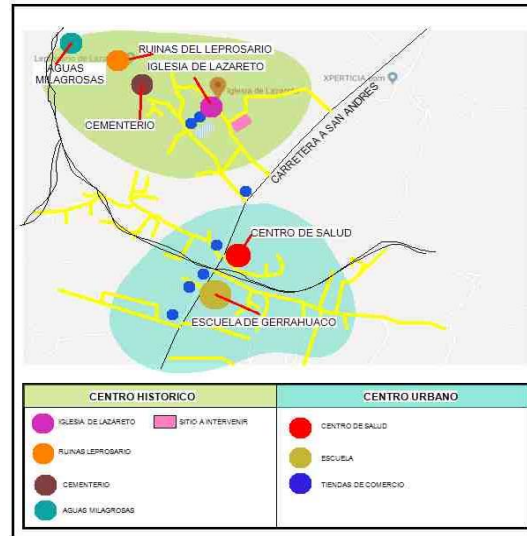 RUINAS DEL LEPROSARIO
AGUAS
MILAGROSAS
IGLESIA DE LAZARETO
Iglesia de Lazareto
XPERTICIA.com
CEMENTERIO
CARRETERA A SAN ANDRES
CENTRO DE SALUD
ESCUELA DE GERRAHUACO
CENTRO HISTORICO
CENTRO URBANO
IGLESIA DE LAZARETO
SITIO A INTERVENIR
RUINAS LEPROSARIO
CEMENTERIO
AGUAS MILAGROSAS
CENTRO DE SALUD
ESCUELA
TIENDAS DE COMERCIO